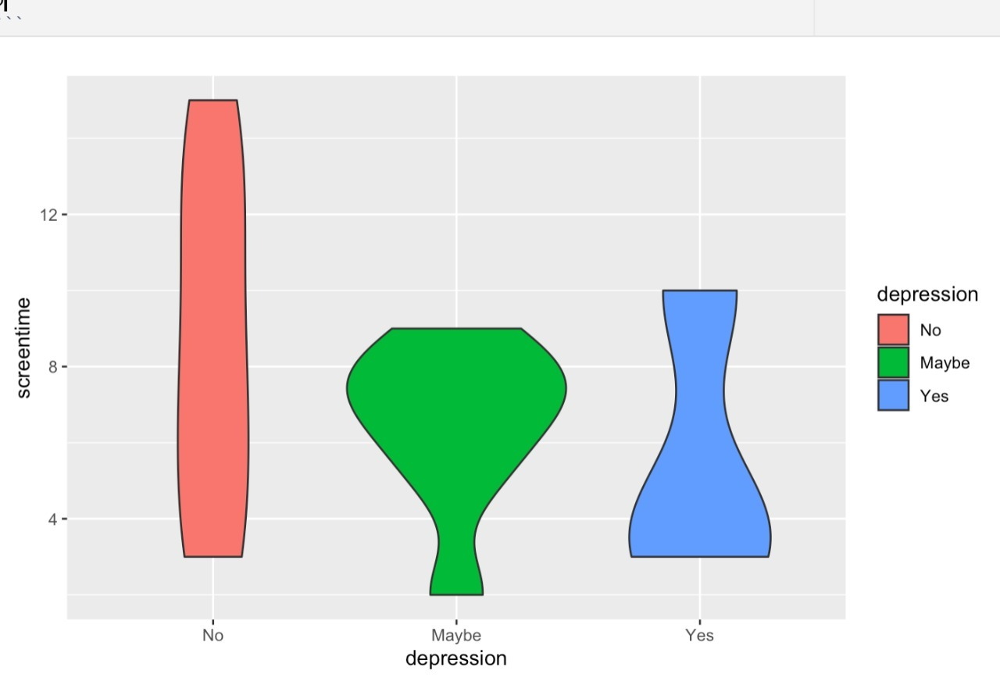 ```
12
8
4
screentime
No
Maybe
Yes
depression
depression
No
Maybe
Yes